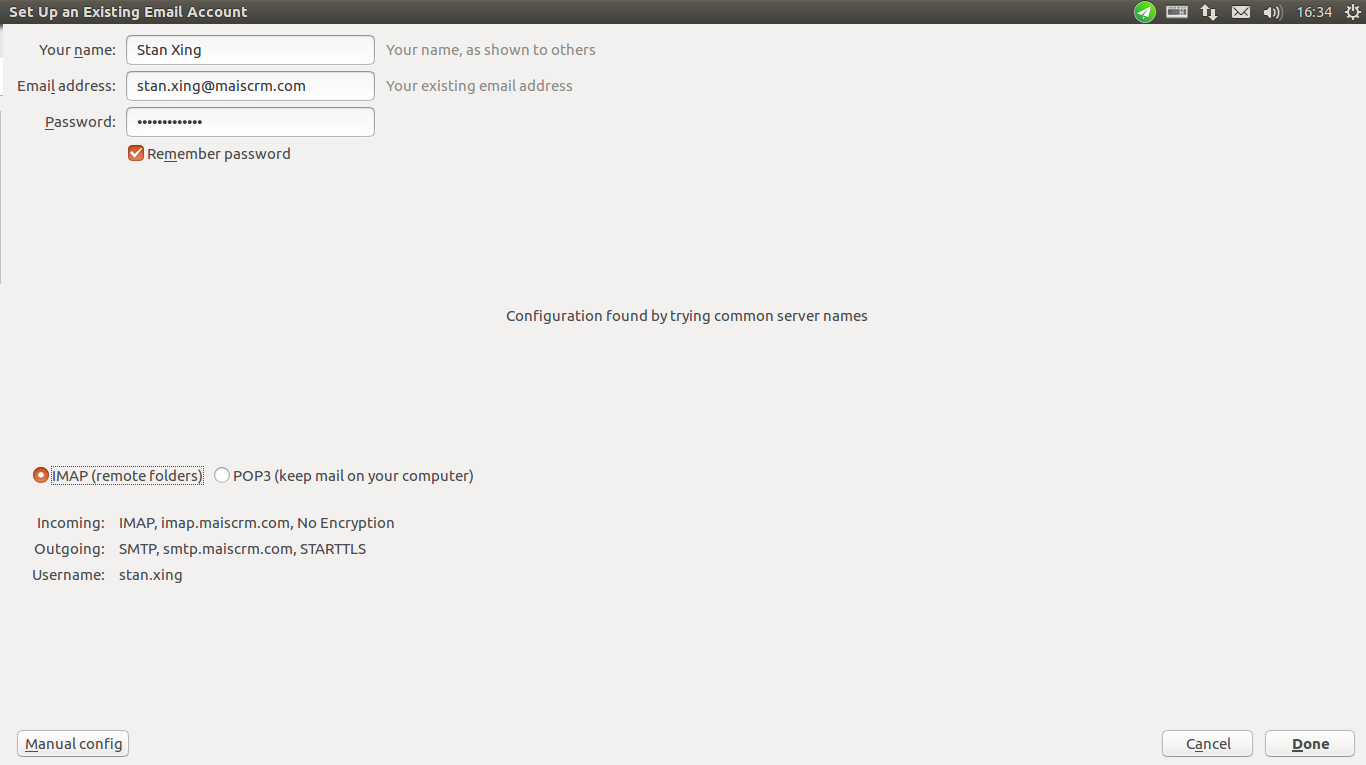 Set Up an Existing Email Account 16:34
Your name: Stan Xing Your name, as shown to others
Email address: stan.xing@maiscrm.com Your existing email address
Password: •••••••••••••
Remember password
Configuration found by trying common server names
IMAP (remote folders) POP3 (keep mail on your computer)
Incoming: IMAP, imap.maiscrm.com, No Encryption
Outgoing: SMTP, smtp.maiscrm.com, STARTTLS
Username: stan.xing
Manual config Cancel Done